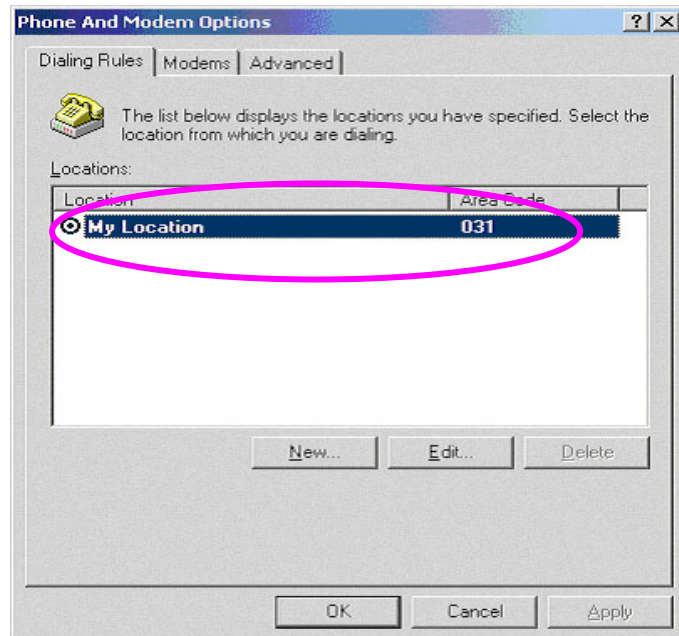 Phone And Modem Options
Dialing Rules
Modems
Advanced
The list below displays the locations you have specified. Select the
location from which you are dialing.
Locations:
Location Area Code
My Location 031
New... Edit... Delete
OK Cancel Apply